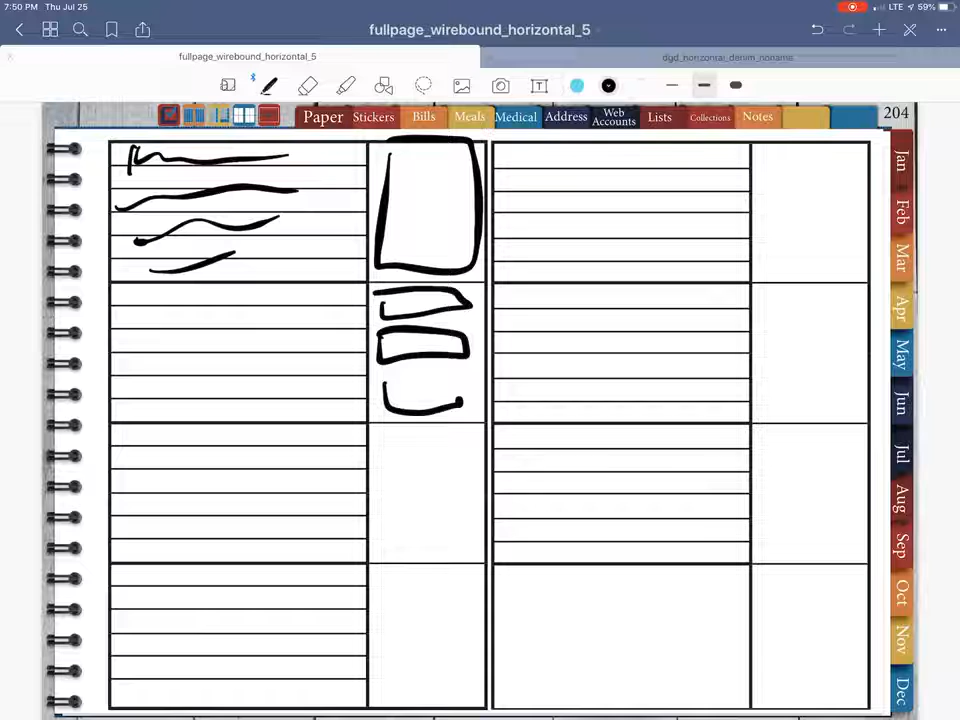 7:50 PM Thu Jul 25
LTE 59%
fullpage_wirebound_horizontal_5
fullpage_wirebound_horizontal_5
dgd_horizontal_denim_noname
T
Paper Stickers Bills Meals Medical Address Web Accounts Lists Collections Notes
204
Jan
Feb
Mar
Apr
May
Jun
Jul
Aug
Sep
Oct
Nov
Dec